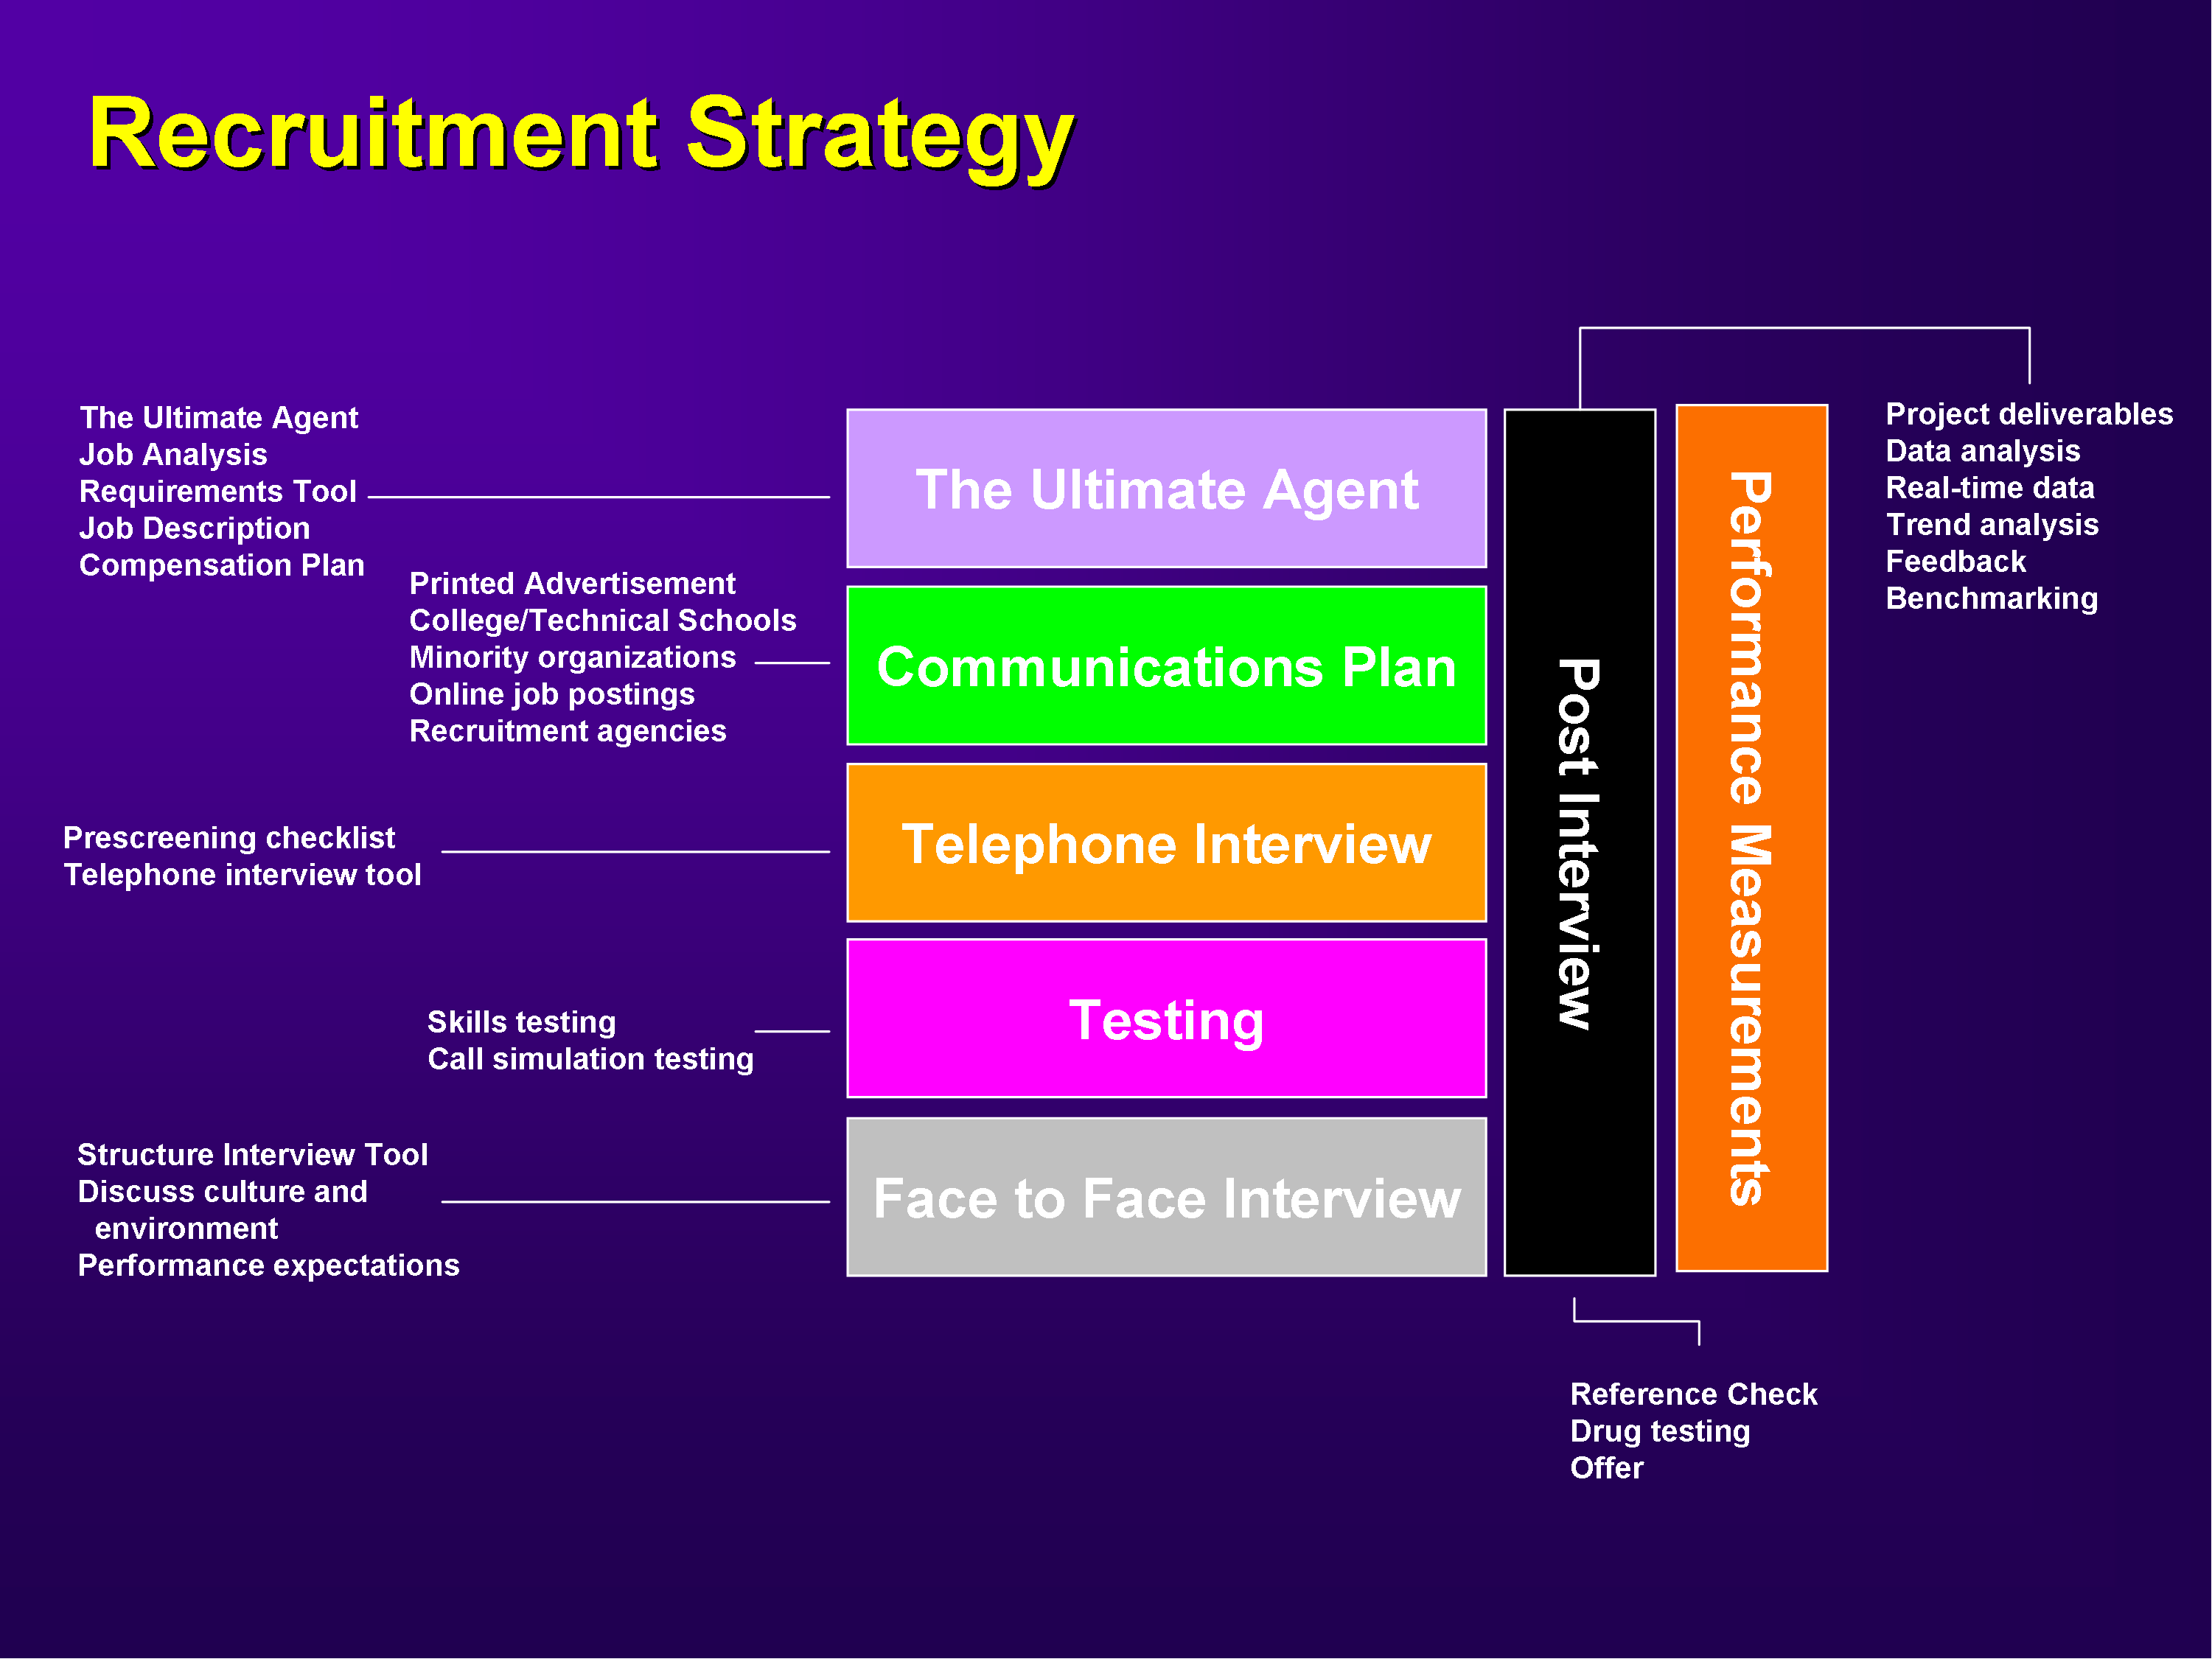 Recruitment Strategy
The Ultimate Agent
Job Analysis
Requirements Tool
Job Description
Compensation Plan
Printed Advertisement
College/Technical Schools
Minority organizations
Online job postings
Recruitment agencies
Prescreening checklist
Telephone interview tool
Skills testing
Call simulation testing
Structure Interview Tool
Discuss culture and
environment
Performance expectations
The Ultimate Agent
Communications Plan
Telephone Interview
Testing
Face to Face Interview
Post Interview
Performance Measurements
Project deliverables
Data analysis
Real-time data
Trend analysis
Feedback
Benchmarking
Reference Check
Drug testing
Offer